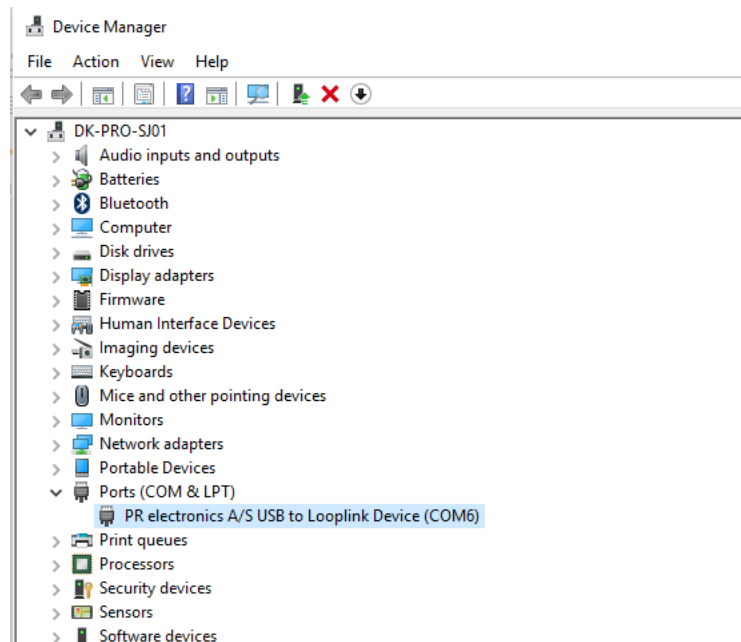 Device Manager
File Action View Help
DK-PRO-SJ01
Audio inputs and outputs
Batteries
Bluetooth
Computer
Disk drives
Display adapters
Firmware
Human Interface Devices
Imaging devices
Keyboards
Mice and other pointing devices
Monitors
Network adapters
Portable Devices
Ports (COM & LPT)
PR electronics A/S USB to Looplink Device (COM6)
Print queues
Processors
Security devices
Sensors
Software devices